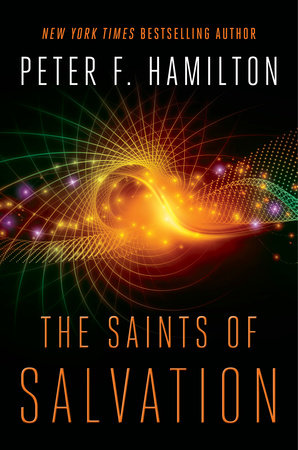 NEW YORK TIMES BESTSELLING AUTHOR
PETER F. HAMILTON
THE SAINTS OF
SALVATION